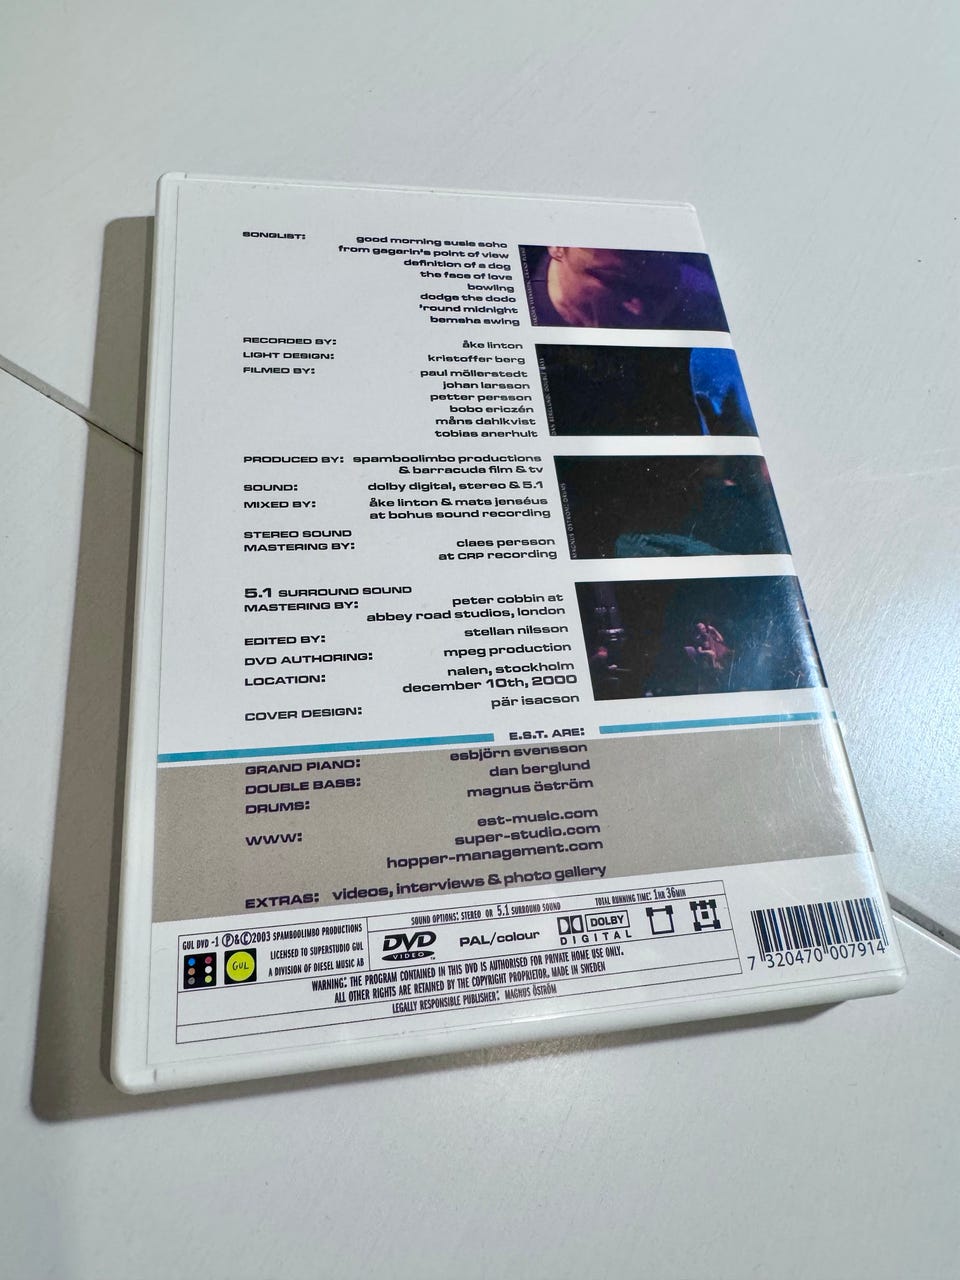 SONGLIST: good morning susie soho
from gagarin's point of view
definition of a dog
the face of love
bowling
dodge the dodo
'round midnight
bemsha swing
RECORDED BY: åke linton
LIGHT DESIGN: kristoffer berg
FILMED BY: paul möllerstedt
johan larsson
petter persson
bobo ericzén
måns dahlkvist
tobias anerhult
PRODUCED BY: spamboolimbo productions
& barracuda film & tv
SOUND: dolby digital, stereo & 5.1
MIXED BY: åke linton & mats jenséus
at bohus sound recording
STEREO SOUND
MASTERING BY: claes persson
at CRP recording
5.1 SURROUND SOUND
MASTERING BY: peter cobbin at
abbey road studios, london
EDITED BY: stellan nilsson
DVD AUTHORING: mpeg production
LOCATION: nalen, stockholm
december 10th, 2000
COVER DESIGN: pär isacson
DAN BERGLUND: DOUBLE BASS
MAGNUS ÖSTRÖM: DRUMS
E.S.T. ARE:
GRAND PIANO: esbjörn svensson
DOUBLE BASS: dan berglund
DRUMS: magnus öström
WWW: est-music.com
super-studio.com
hopper-management.com
EXTRAS: videos, interviews & photo gallery
GUL DVD -1 Ⓟ&©2003 SPAMBOOLIMBO PRODUCTIONS
LICENSED TO SUPERSTUDIO GUL
A DIVISION OF DIESEL MUSIC AB
GUL
SOUND OPTIONS: STEREO OR 5.1 SURROUND SOUND
TOTAL RUNNING TIME: 1HR 36MIN
DVD
VIDEO
TM
PAL/colour
DOLBY
DIGITAL
WARNING: THE PROGRAM CONTAINED IN THIS DVD IS AUTHORISED FOR PRIVATE HOME USE ONLY.
ALL OTHER RIGHTS ARE RETAINED BY THE COPYRIGHT PROPRIETOR, MADE IN SWEDEN
LEGALLY RESPONSIBLE PUBLISHER: MAGNUS ÖSTRÖM
7 320470 007914